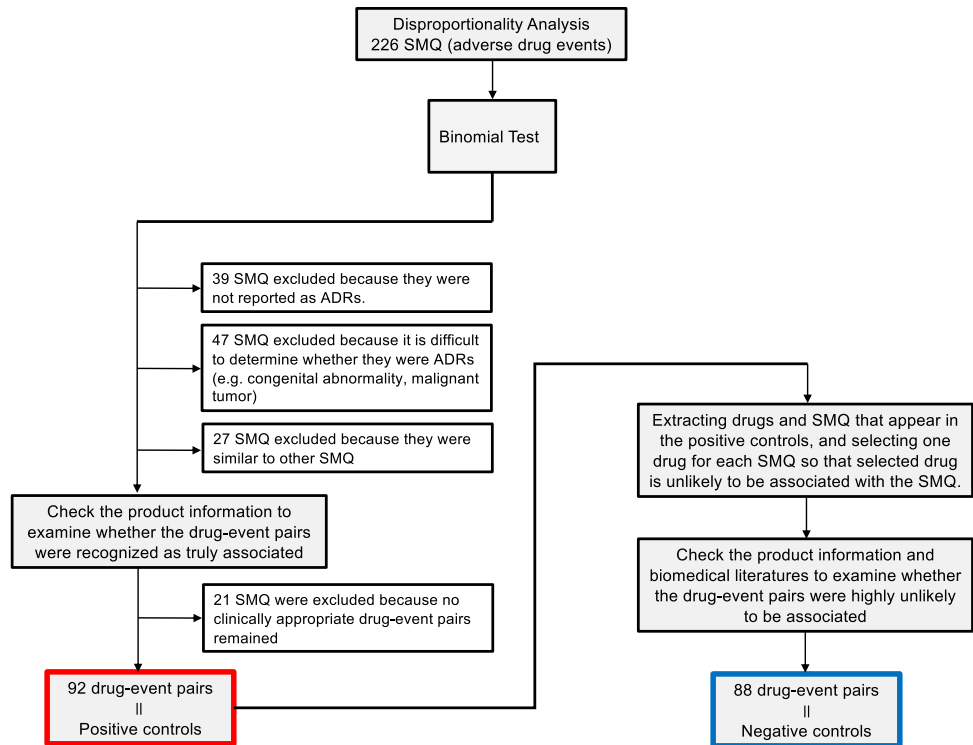 Disproportionality Analysis
226 SMQ (adverse drug events)
Binomial Test
39 SMQ excluded because they were
not reported as ADRs.
47 SMQ excluded because it is difficult
to determine whether they were ADRs
(e.g. congenital abnormality, malignant
tumor)
27 SMQ excluded because they were
similar to other SMQ
Check the product information to
examine whether the drug-event pairs
were recognized as truly associated
21 SMQ were excluded because no
clinically appropriate drug-event pairs
remained
92 drug-event pairs
=
Positive controls
Extracting drugs and SMQ that appear in
the positive controls, and selecting one
drug for each SMQ so that selected drug
is unlikely to be associated with the SMQ.
Check the product information and
biomedical literatures to examine whether
the drug-event pairs were highly unlikely
to be associated
88 drug-event pairs
=
Negative controls